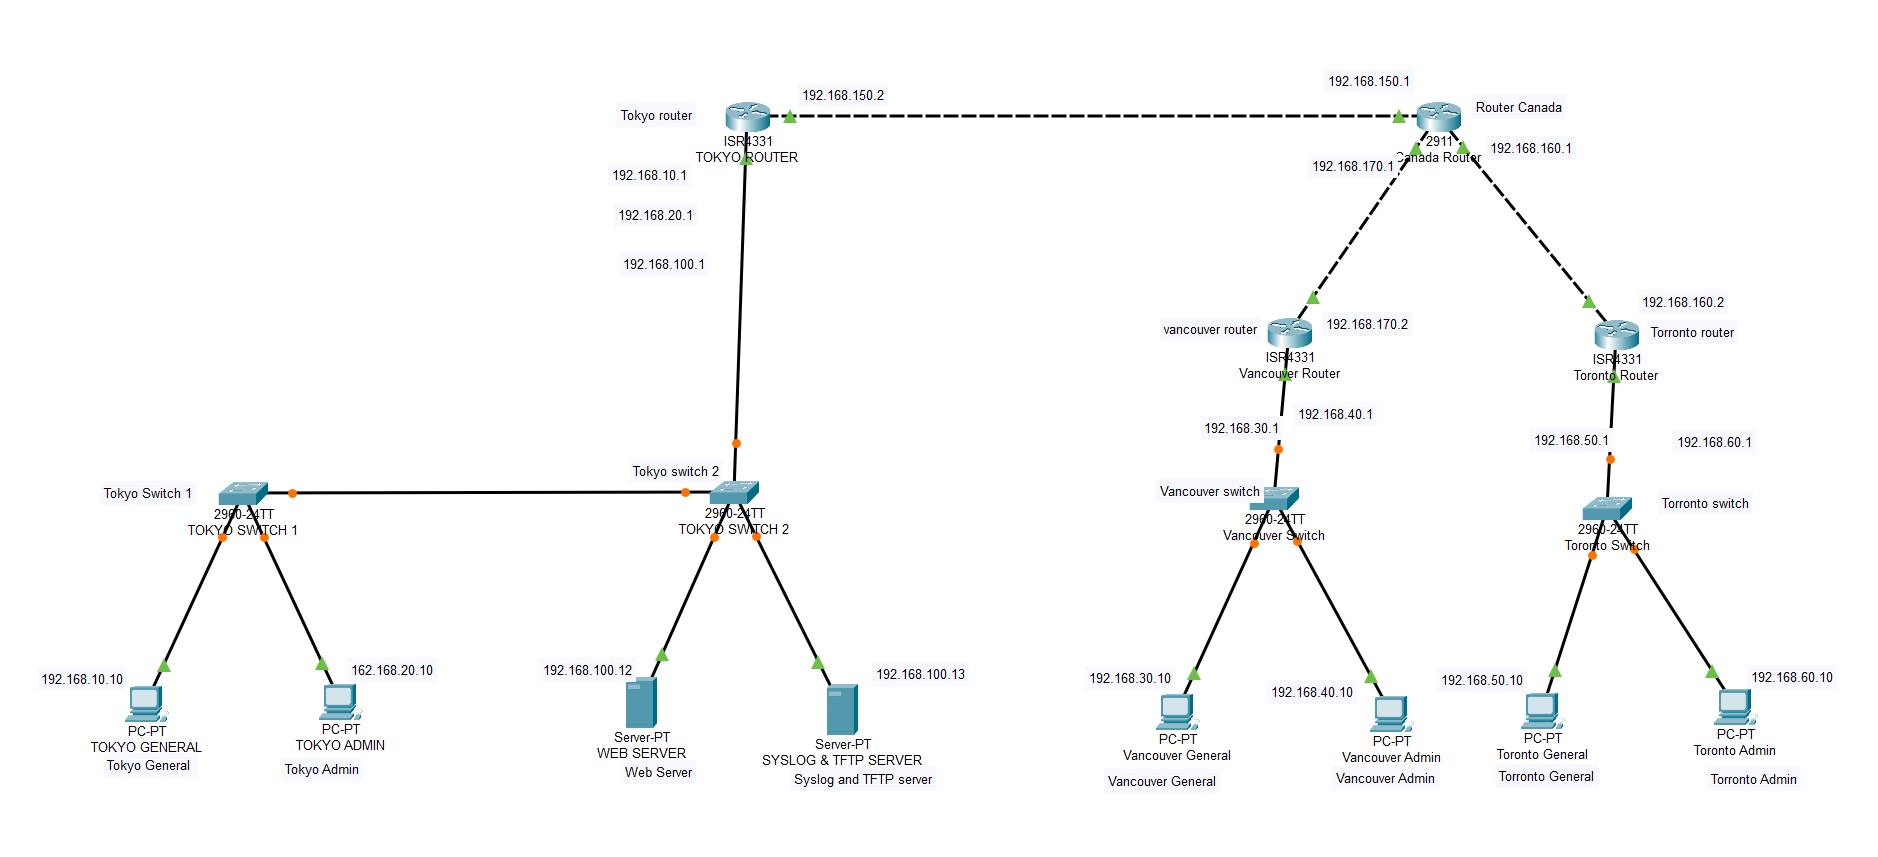 192.168.150.1
192.168.150.2
Tokyo router
Router Canada
ISR4331
TOKYO ROUTER
2911
Canada Router
192.168.160.1
192.168.170.1
192.168.10.1
192.168.20.1
192.168.100.1
192.168.160.2
vancouver router
192.168.170.2
Torronto router
ISR4331
Vancouver Router
ISR4331
Toronto Router
192.168.40.1
192.168.30.1
192.168.50.1
192.168.60.1
Tokyo switch 2
Tokyo Switch 1
Vancouver switch
Torronto switch
2960-24TT
TOKYO SWITCH 1
2960-24TT
TOKYO SWITCH 2
2960-24TT
Vancouver Switch
2960-24TT
Toronto Switch
192.168.10.10
162.168.20.10
192.168.100.12
192.168.100.13
192.168.30.10
192.168.40.10
192.168.50.10
192.168.60.10
PC-PT
TOKYO GENERAL
Tokyo General
PC-PT
TOKYO ADMIN
Tokyo Admin
Server-PT
WEB SERVER
Web Server
Server-PT
SYSLOG & TFTP SERVER
Syslog and TFTP server
PC-PT
Vancouver General
Vancouver General
PC-PT
Vancouver Admin
Vancouver Admin
PC-PT
Toronto General
Torronto General
PC-PT
Toronto Admin
Torronto Admin